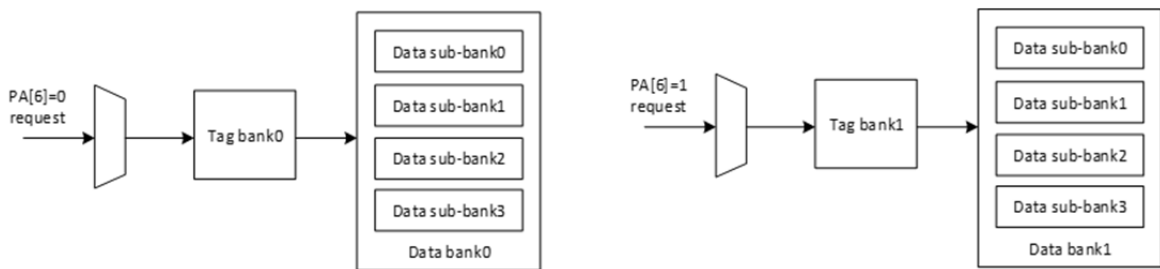 PA[6]=0
request
Tag bank0
Data sub-bank0
Data sub-bank1
Data sub-bank2
Data sub-bank3
Data bank0
PA[6]=1
request
Tag bank1
Data sub-bank0
Data sub-bank1
Data sub-bank2
Data sub-bank3
Data bank1